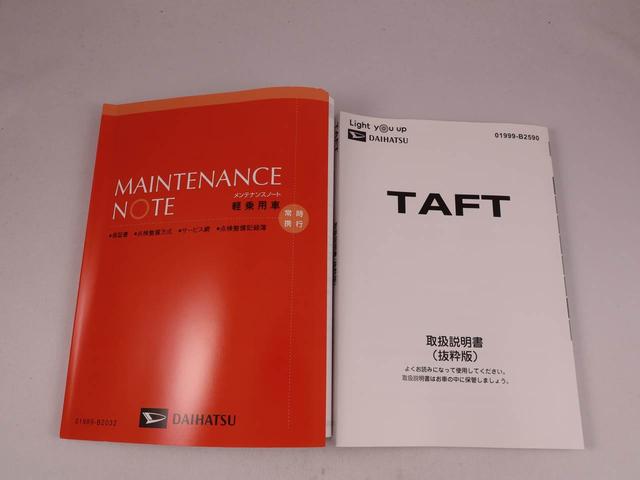 MAINTENANCE
NOTE
メンテナンスノート
軽乗用車
常時
携行
●保証書 ●点検整備方式 ●サービス網 ●点検整備記録簿
DAIHATSU
01999-B2032
Light you up
DAIHATSU
01999-B2590
TAFT
取扱説明書
(抜粋版)
よくお読みになって使用してください。
取扱説明書はお車の中に保管しましょう。